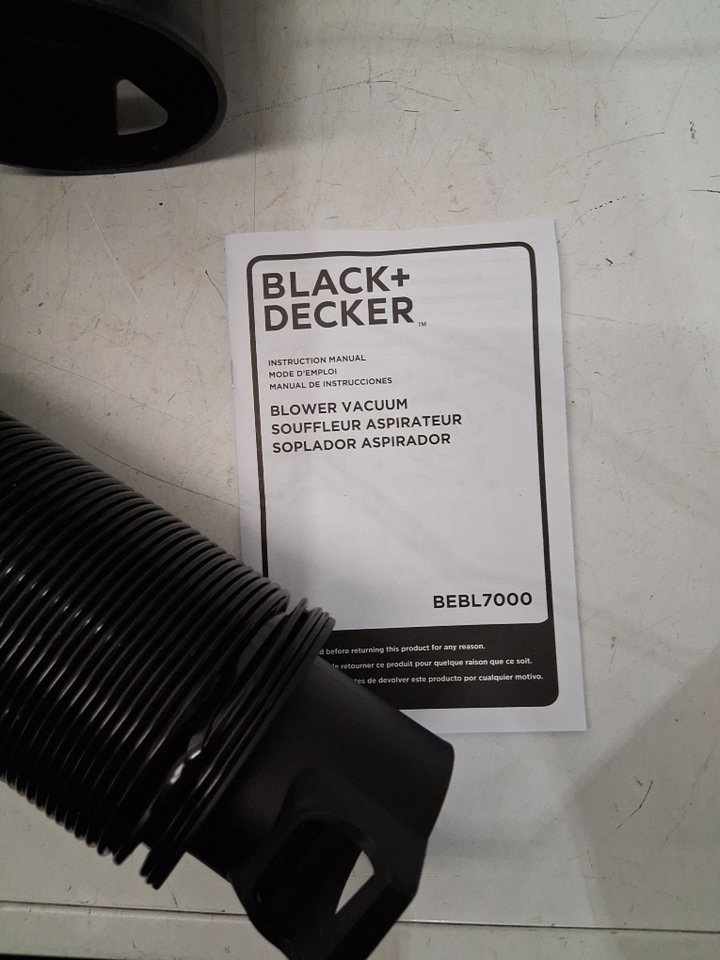 BLACK+
DECKER™
INSTRUCTION MANUAL
MODE D'EMPLOI
MANUAL DE INSTRUCCIONES
BLOWER VACUUM
SOUFFLEUR ASPIRATEUR
SOPLADOR ASPIRADOR
BEBL7000
before returning this product for any reason.
retourner ce produit pour quelque raison que ce soit.
de devolver este producto por cualquier motivo.